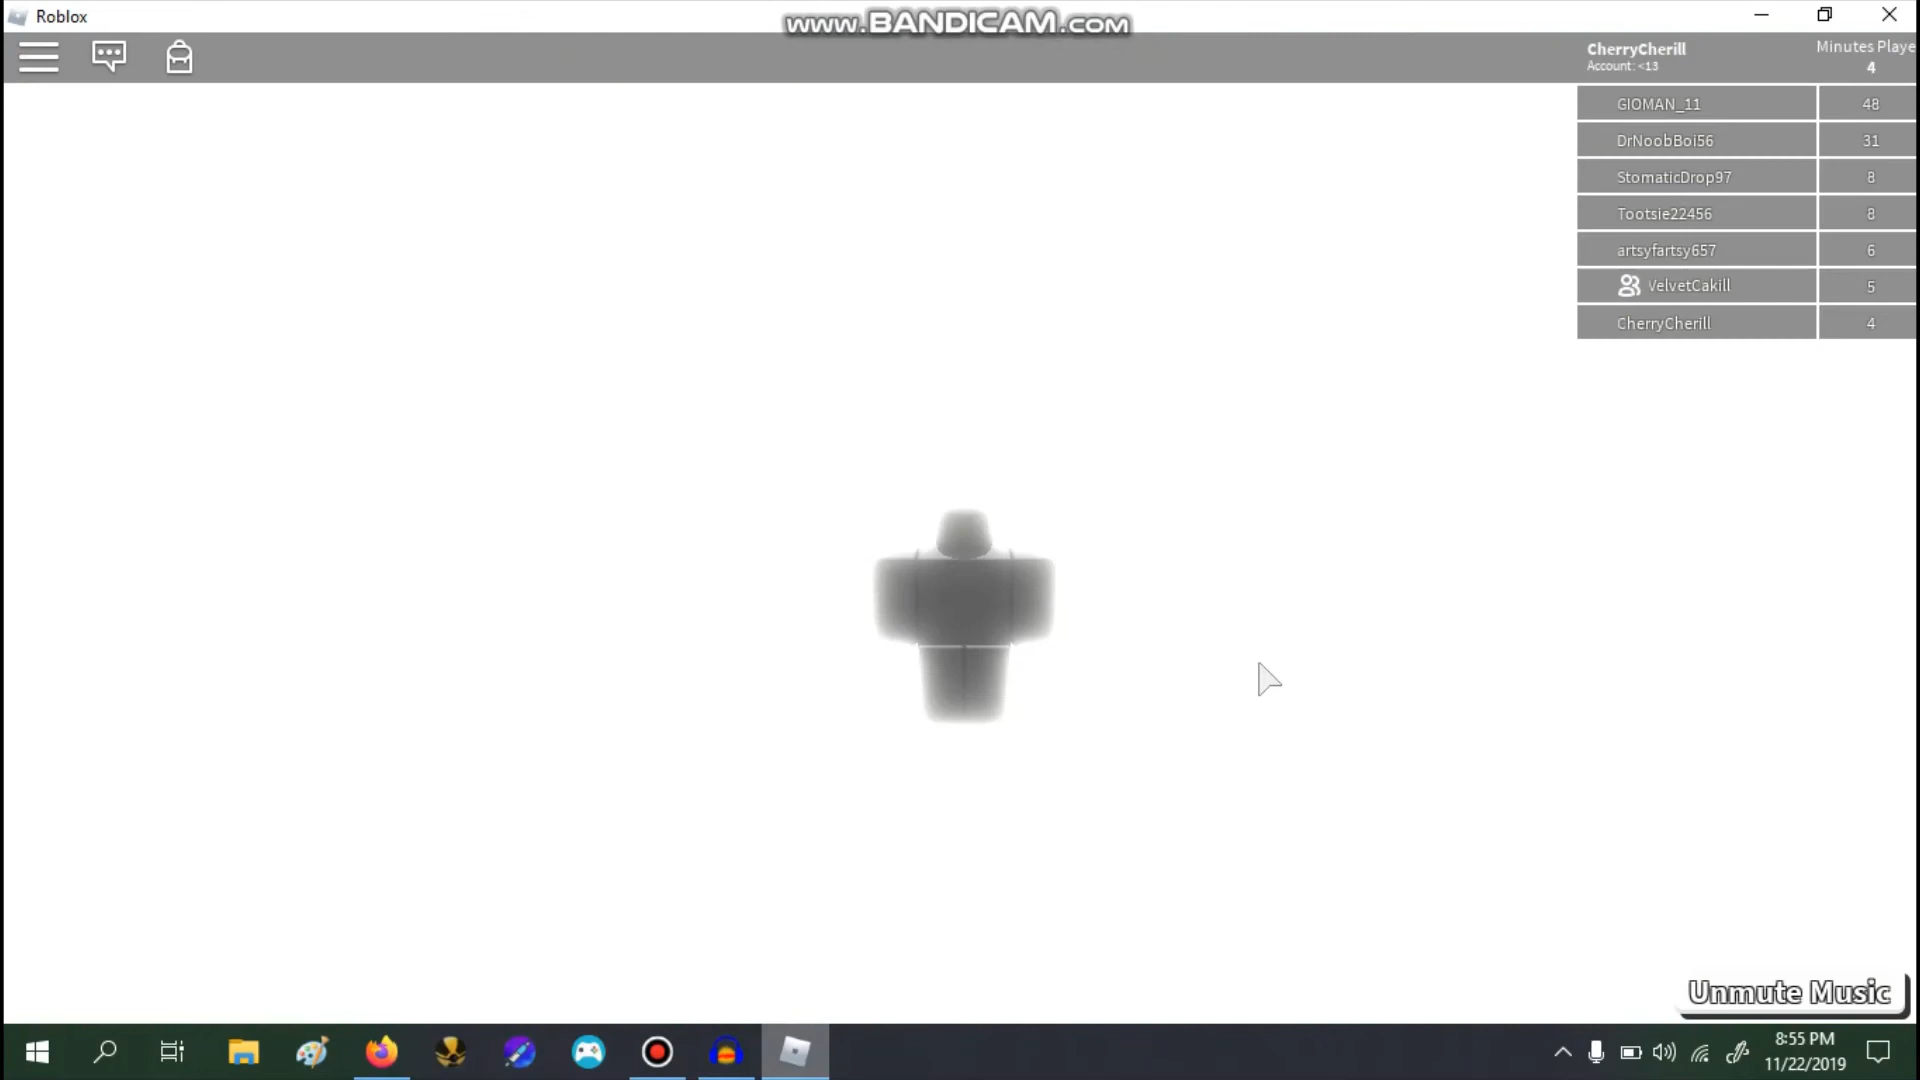 Roblox
www.BANDICAM.com
CherryCherill
Account: <13
Minutes Playe
4
GIOMAN_11 48
DrNoobBoi56 31
StomaticDrop97 8
Tootsie22456 8
artsyfartsy657 6
VelvetCakill 5
CherryCherill 4
Unmute Music
8:55 PM
11/22/2019